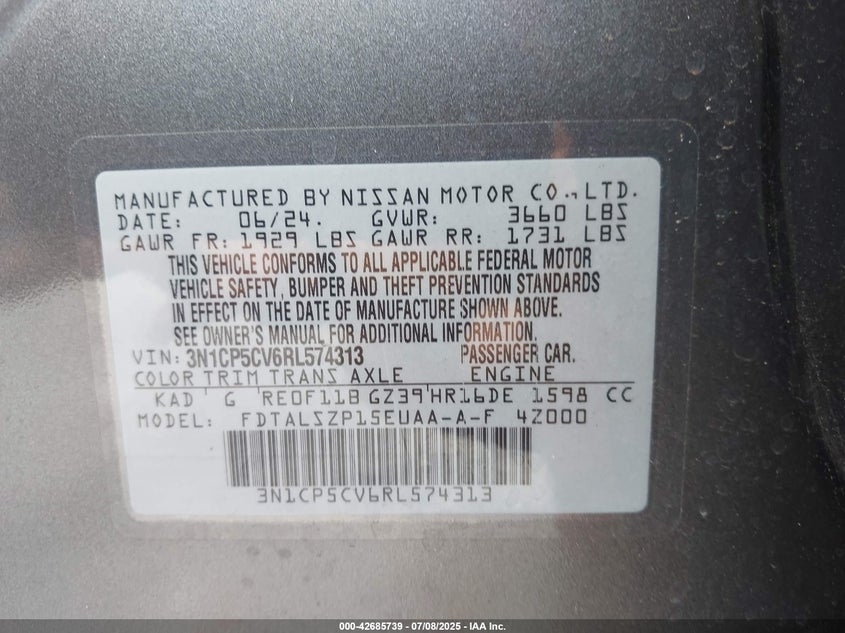 MANUFACTURED BY NISSAN MOTOR CO., LTD.
DATE: 06/24. GVWR: 3660 LBS
GAWR FR: 1929 LBS GAWR RR: 1731 LBS
THIS VEHICLE CONFORMS TO ALL APPLICABLE FEDERAL MOTOR
VEHICLE SAFETY, BUMPER AND THEFT PREVENTION STANDARDS
IN EFFECT ON THE DATE OF MANUFACTURE SHOWN ABOVE.
SEE OWNER'S MANUAL FOR ADDITIONAL INFORMATION.
VIN: 3N1CP5CV6RL574313 PASSENGER CAR.
COLOR TRIM TRANS AXLE ENGINE
KAD G RE0F11B GZ39 HR16DE 1598 CC
MODEL: FDTALSZP15EUAA-A-F 4Z000
3N1CP5CV6RL574313
000-42685739 - 07/08/2025 - IAA Inc.